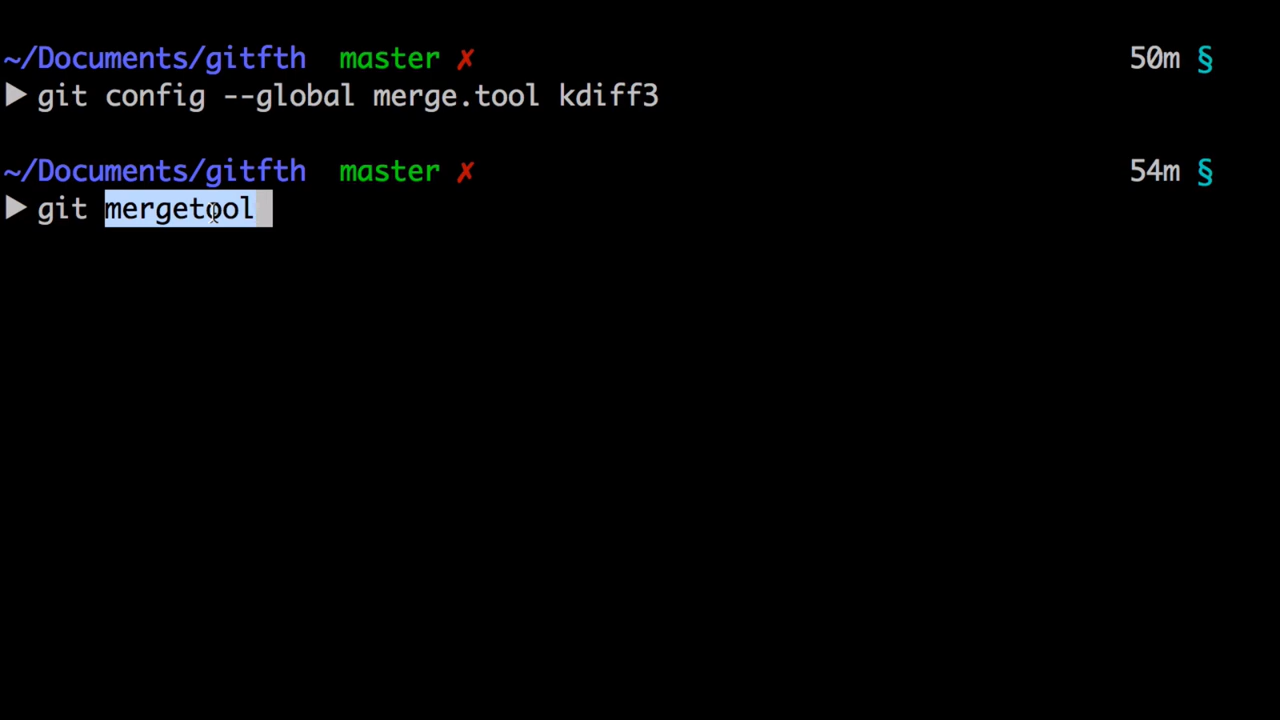 ~/Documents/gitfth master ✗ 50m §
▶ git config --global merge.tool kdiff3
~/Documents/gitfth master ✗ 54m §
▶ git mergetool